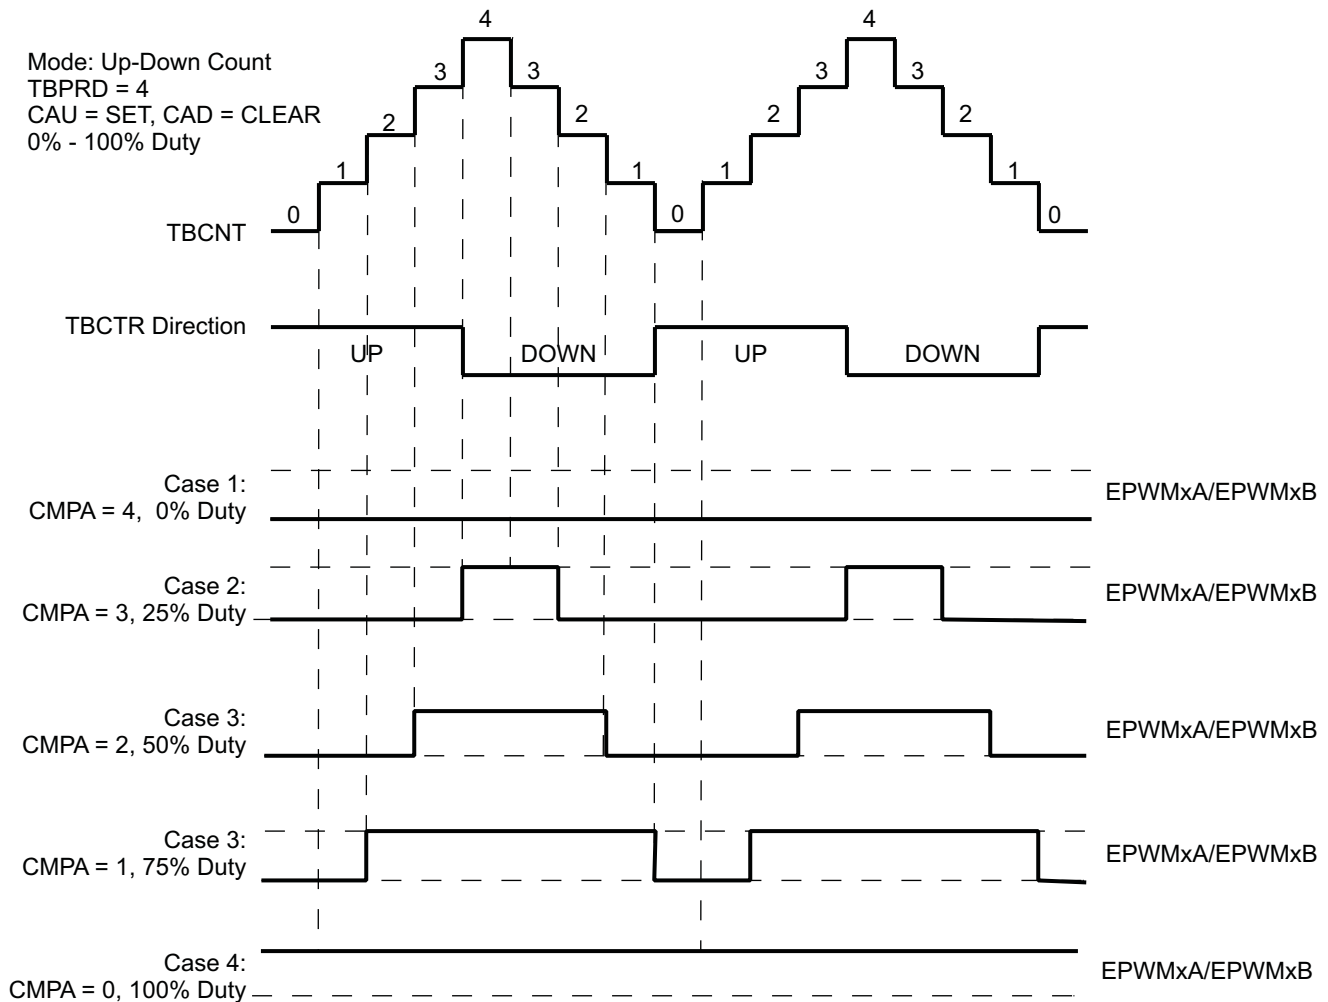 4
4
Mode: Up-Down Count
TBPRD = 4
CAU = SET, CAD = CLEAR
0% - 100% Duty
3
3
3
3
2
2
2
2
1
1
1
1
0
0
0
TBCNT
TBCTR Direction
UP
DOWN
UP
DOWN
Case 1:
CMPA = 4, 0% Duty
EPWMxA/EPWMxB
Case 2:
CMPA = 3, 25% Duty
EPWMxA/EPWMxB
Case 3:
CMPA = 2, 50% Duty
EPWMxA/EPWMxB
Case 3:
CMPA = 1, 75% Duty
EPWMxA/EPWMxB
Case 4:
CMPA = 0, 100% Duty
EPWMxA/EPWMxB